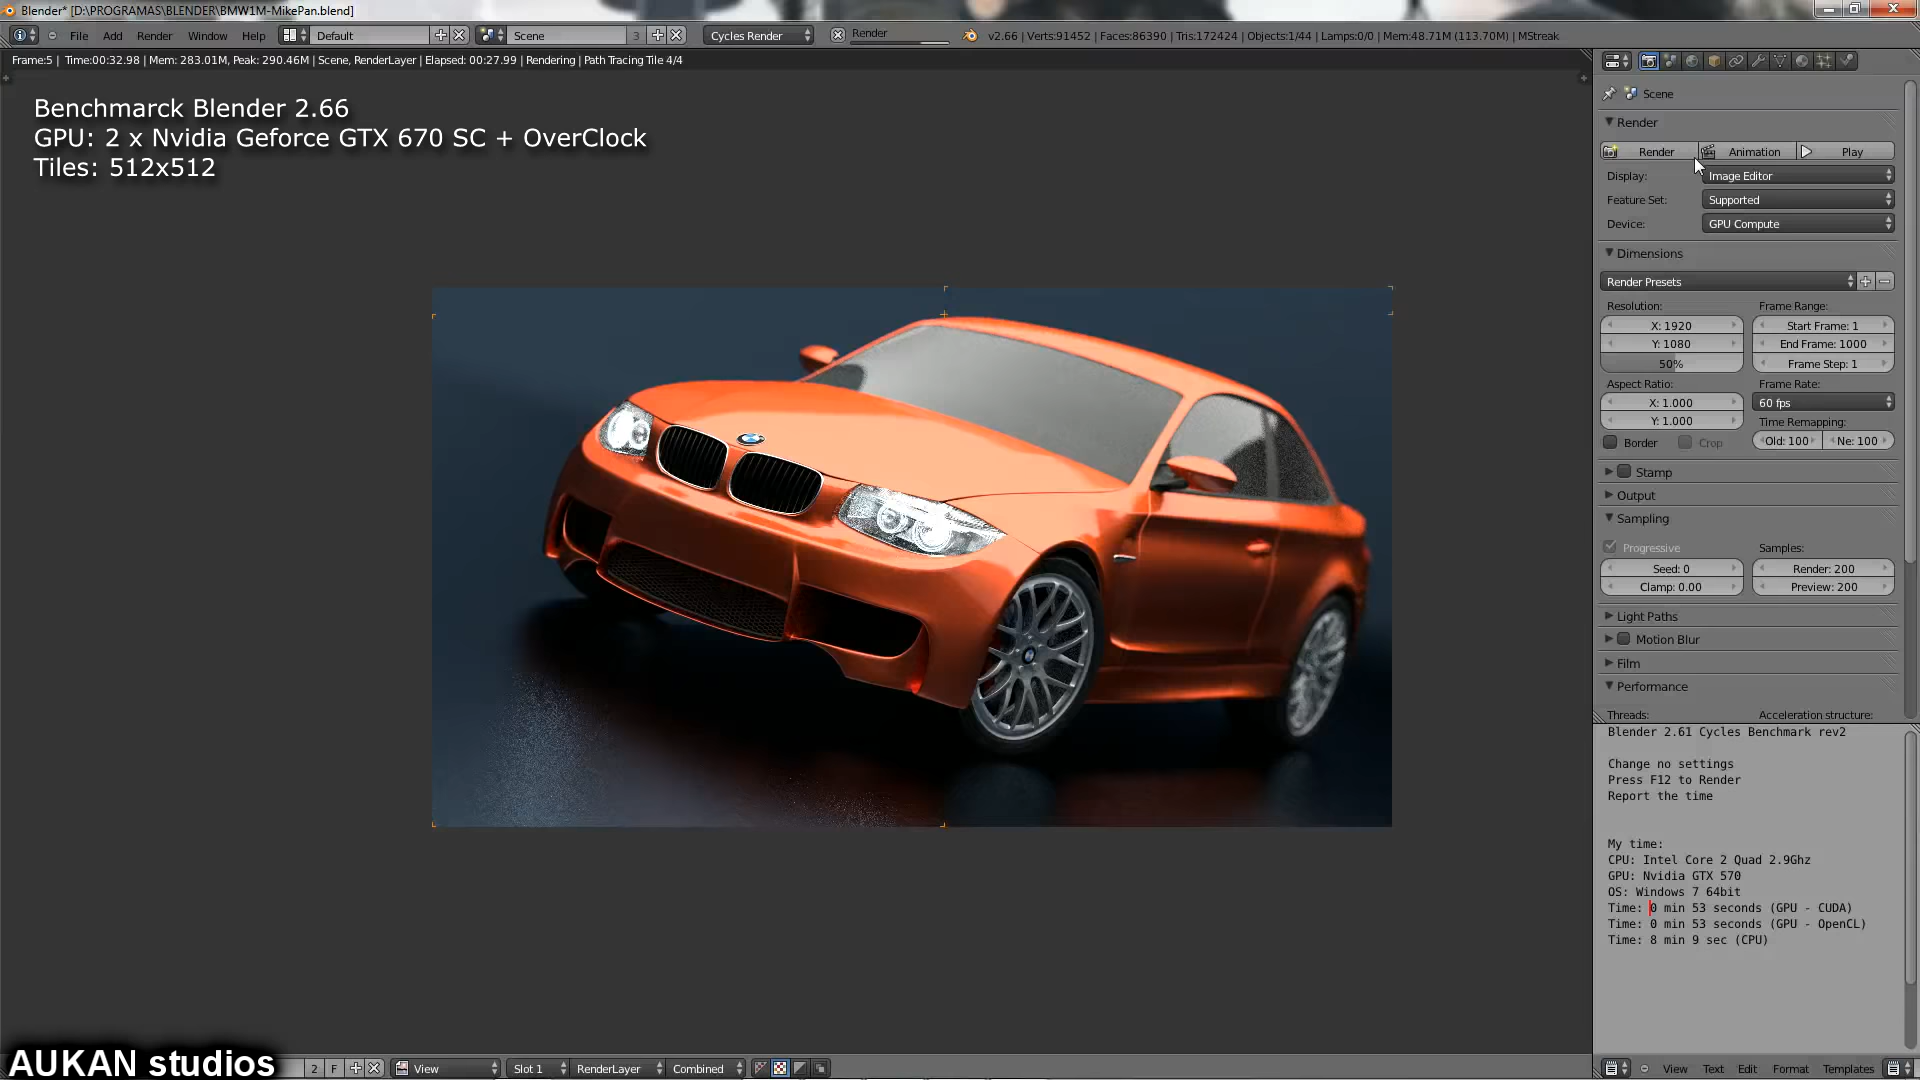 Blender* [D:\PROGRAMAS\BLENDER\BMW1M-MikePan.blend]
File Add Render Window Help Default Scene 3 Cycles Render Render v2.66 | Verts:91452 | Faces:86390 | Tris:172424 | Objects:1/44 | Lamps:0/0 | Mem:48.71M (113.70M) | MStreak
Frame:5 | Time:00:32.98 | Mem: 283.01M, Peak: 290.46M | Scene, RenderLayer | Elapsed: 00:27.99 | Rendering | Path Tracing Tile 4/4
Benchmarck Blender 2.66
GPU: 2 x Nvidia Geforce GTX 670 SC + OverClock
Tiles: 512x512
Scene
Render
Render Animation Play
Display: Image Editor
Feature Set: Supported
Device: GPU Compute
Dimensions
Render Presets
Resolution: Frame Range:
X: 1920 Start Frame: 1
Y: 1080 End Frame: 1000
50% Frame Step: 1
Aspect Ratio: Frame Rate:
X: 1.000 60 fps
Y: 1.000 Time Remapping:
Border Crop Old: 100 Ne: 100
Stamp
Output
Sampling
Progressive Samples:
Seed: 0 Render: 200
Clamp: 0.00 Preview: 200
Light Paths
Motion Blur
Film
Performance
Threads: Acceleration structure:
Blender 2.61 Cycles Benchmark rev2
Change no settings
Press F12 to Render
Report the time
My time:
CPU: Intel Core 2 Quad 2.9Ghz
GPU: Nvidia GTX 570
OS: Windows 7 64bit
Time: 0 min 53 seconds (GPU - CUDA)
Time: 0 min 53 seconds (GPU - OpenCL)
Time: 8 min 9 sec (CPU)
AUKAN studios 2 F View Slot 1 RenderLayer Combined
View Text Edit Format Templates